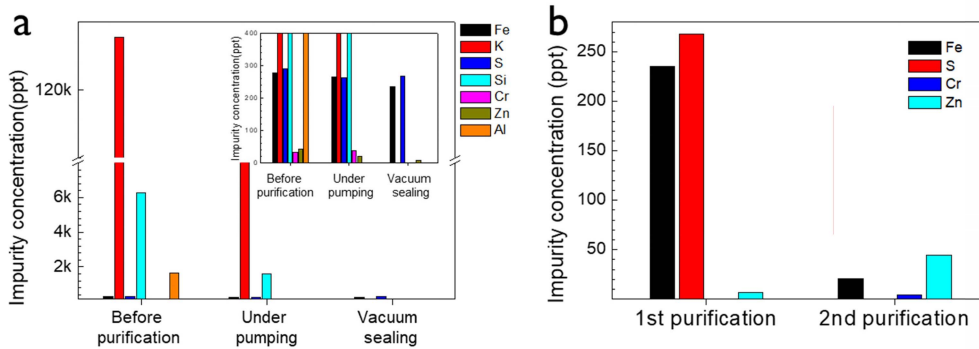 a
Impurity concentration(ppt)
120k
6k
4k
2k
Before
purification
Under
pumping
Vacuum
sealing
Impurity concentration(ppt)
400
300
200
100
0
Before
purification
Under
pumping
Vacuum
sealing
Fe
K
S
Si
Cr
Zn
Al
b
Impurity concentration (ppt)
250
200
150
100
50
1st purification
2nd purification
Fe
S
Cr
Zn